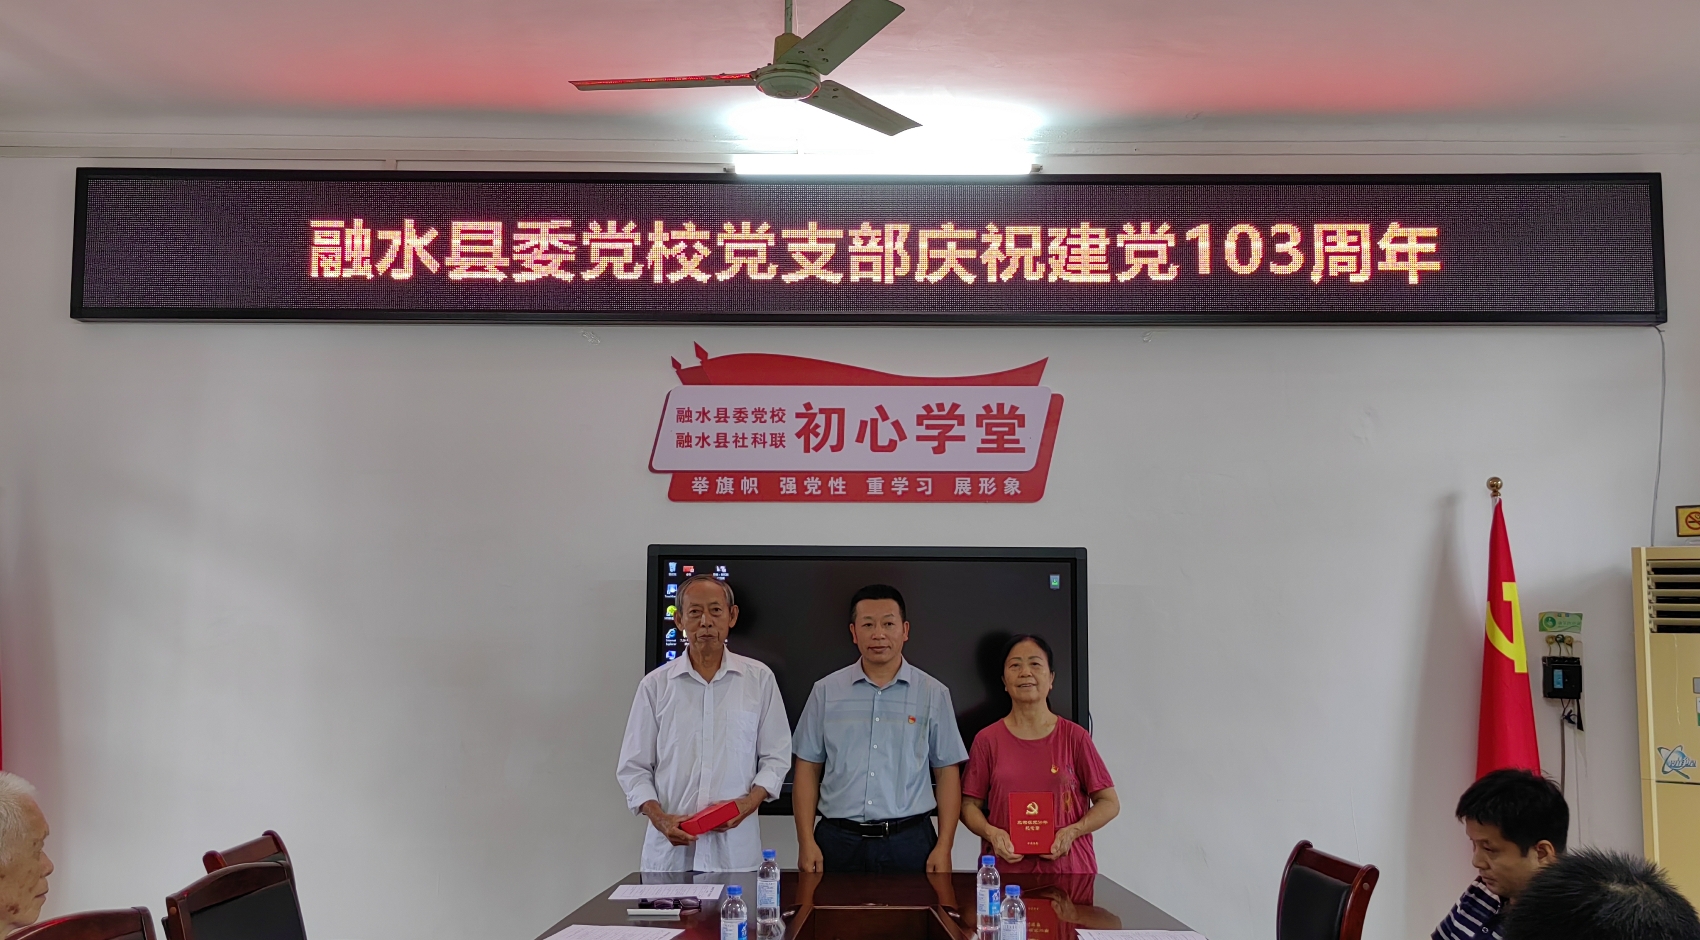 融水县委党校党支部庆祝建党103周年
融水县委党校
融水县社科联
初心学堂
举旗帜 强党性 重学习 展形象